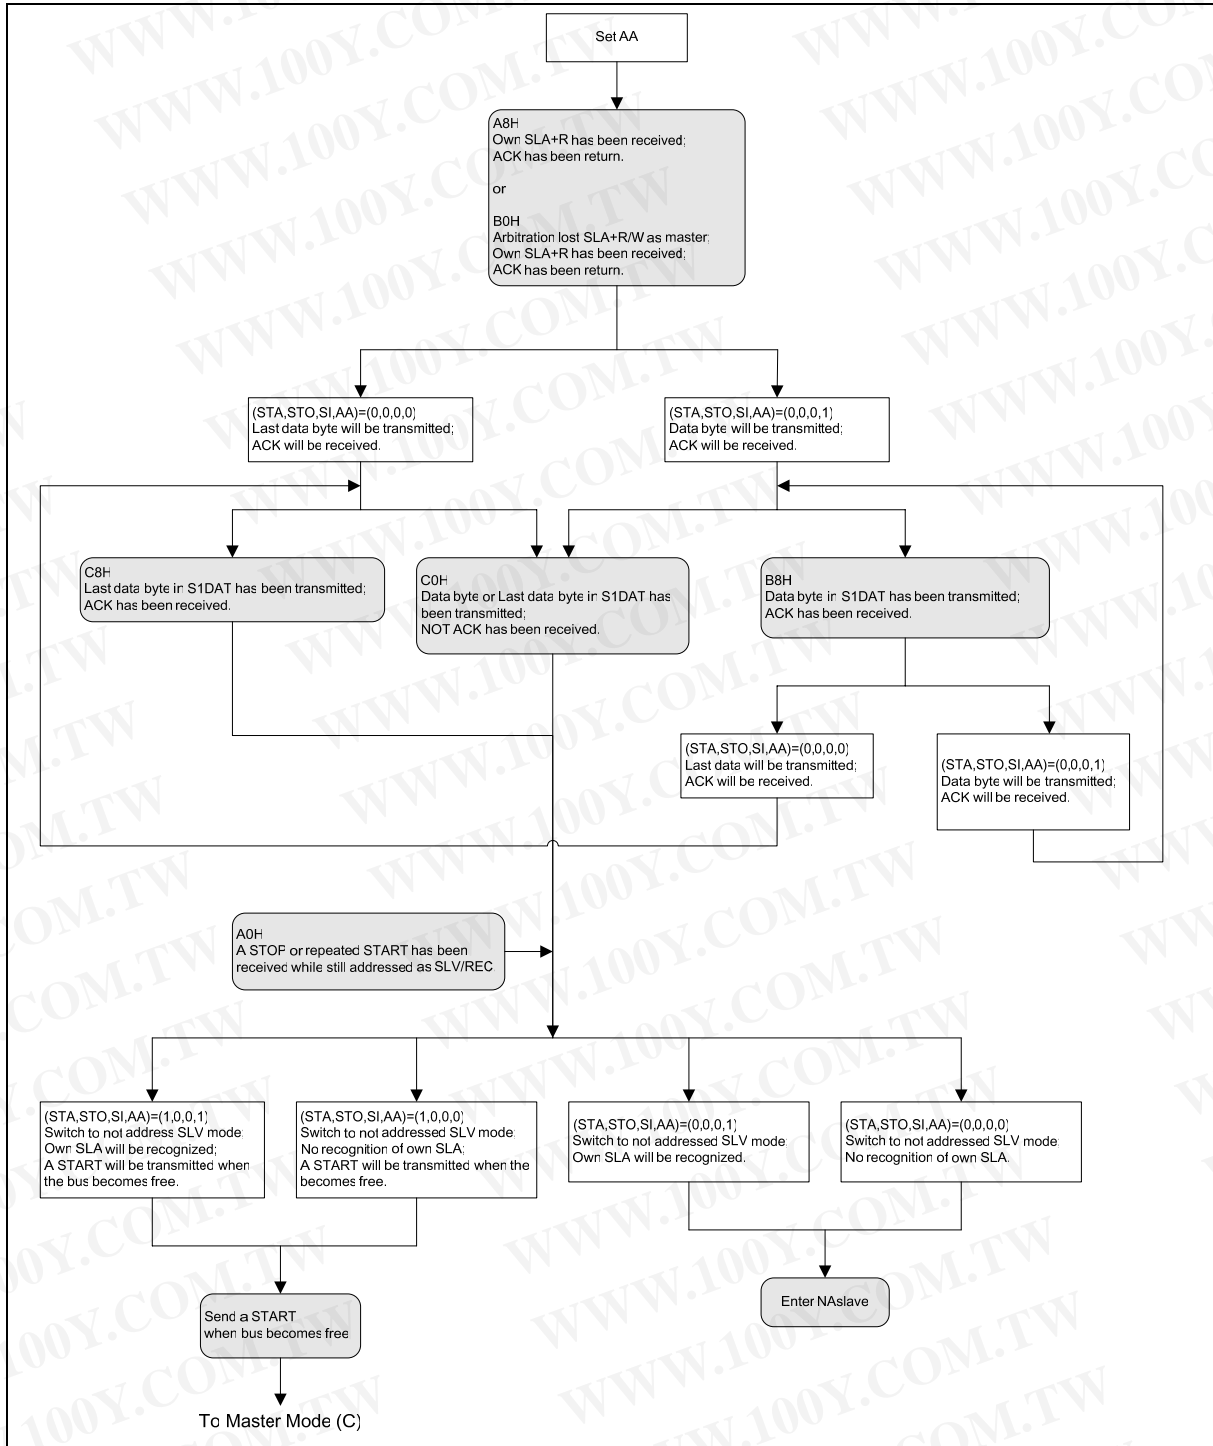 Set AA
A8H
Own SLA+R has been received;
ACK has been return.
or
B0H
Arbitration lost SLA+R/W as master;
Own SLA+R has been received;
ACK has been return.
(STA,STO,SI,AA)=(0,0,0,0)
Last data byte will be transmitted;
ACK will be received.
(STA,STO,SI,AA)=(0,0,0,1)
Data byte will be transmitted;
ACK will be received.
C8H
Last data byte in S1DAT has been transmitted;
ACK has been received.
C0H
Data byte or Last data byte in S1DAT has
been transmitted;
NOT ACK has been received.
B8H
Data byte in S1DAT has been transmitted;
ACK has been received.
(STA,STO,SI,AA)=(0,0,0,0)
Last data will be transmitted;
ACK will be received.
(STA,STO,SI,AA)=(0,0,0,1)
Data byte will be transmitted;
ACK will be received.
A0H
A STOP or repeated START has been
received while still addressed as SLV/REC
(STA,STO,SI,AA)=(1,0,0,1)
Switch to not address SLV mode;
Own SLA will be recognized;
A START will be transmitted when
the bus becomes free.
(STA,STO,SI,AA)=(1,0,0,0)
Switch to not addressed SLV mode;
No recognition of own SLA;
A START will be transmitted when the
becomes free.
(STA,STO,SI,AA)=(0,0,0,1)
Switch to not addressed SLV mode;
Own SLA will be recognized.
(STA,STO,SI,AA)=(0,0,0,0)
Switch to not addressed SLV mode;
No recognition of own SLA.
Send a START
when bus becomes free
Enter NAslave
To Master Mode (C)
WWW.100Y.COM.TW